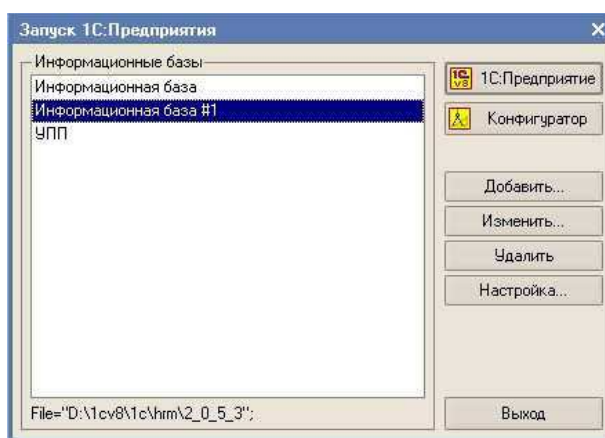 Запуск 1С:Предприятия
Информационные базы
Информационная база
Информационная база #1
УПП
1С:Предприятие
Конфигуратор
Добавить...
Изменить...
Удалить
Настройка...
File="D:\1cv8\1c\hrm\2_0_5_3";
Выход